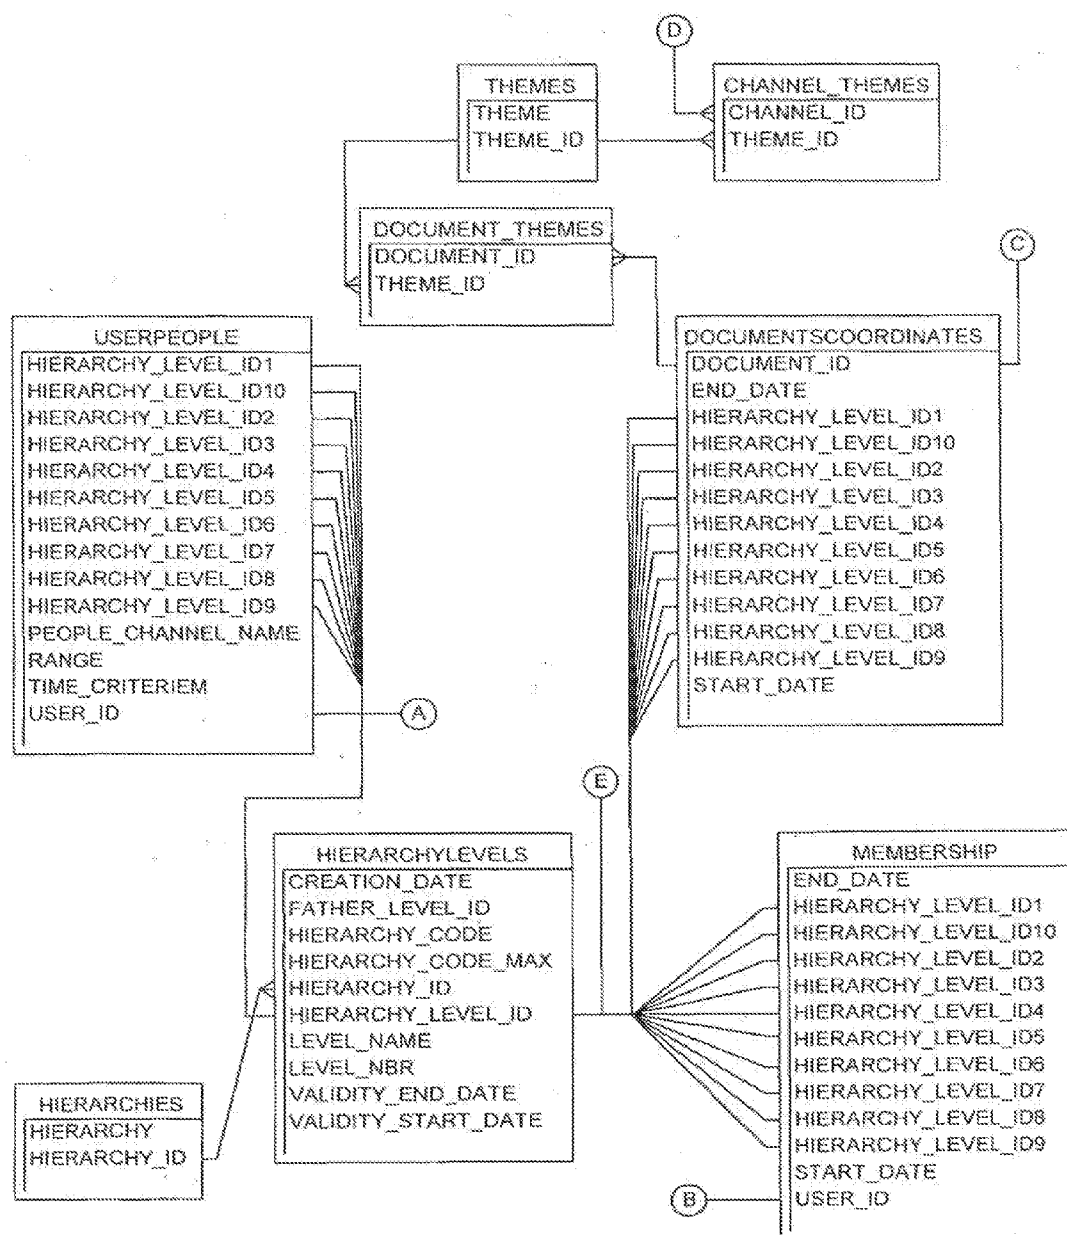 D
THEMES
THEME
THEME_ID
CHANNEL_THEMES
CHANNEL_ID
THEME_ID
DOCUMENT_THEMES
DOCUMENT_ID
THEME_ID
C
USERPEOPLE
HIERARCHY_LEVEL_ID1
HIERARCHY_LEVEL_ID10
HIERARCHY_LEVEL_ID2
HIERARCHY_LEVEL_ID3
HIERARCHY_LEVEL_ID4
HIERARCHY_LEVEL_ID5
HIERARCHY_LEVEL_ID6
HIERARCHY_LEVEL_ID7
HIERARCHY_LEVEL_ID8
HIERARCHY_LEVEL_ID9
PEOPLE_CHANNEL_NAME
RANGE
TIME_CRITERIEM
USER_ID
A
DOCUMENTSCOORDINATES
DOCUMENT_ID
END_DATE
HIERARCHY_LEVEL_ID1
HIERARCHY_LEVEL_ID10
HIERARCHY_LEVEL_ID2
HIERARCHY_LEVEL_ID3
HIERARCHY_LEVEL_ID4
HIERARCHY_LEVEL_ID5
HIERARCHY_LEVEL_ID6
HIERARCHY_LEVEL_ID7
HIERARCHY_LEVEL_ID8
HIERARCHY_LEVEL_ID9
START_DATE
E
HIERARCHYLEVELS
CREATION_DATE
FATHER_LEVEL_ID
HIERARCHY_CODE
HIERARCHY_CODE_MAX
HIERARCHY_ID
HIERARCHY_LEVEL_ID
LEVEL_NAME
LEVEL_NBR
VALIDITY_END_DATE
VALIDITY_START_DATE
MEMBERSHIP
END_DATE
HIERARCHY_LEVEL_ID1
HIERARCHY_LEVEL_ID10
HIERARCHY_LEVEL_ID2
HIERARCHY_LEVEL_ID3
HIERARCHY_LEVEL_ID4
HIERARCHY_LEVEL_ID5
HIERARCHY_LEVEL_ID6
HIERARCHY_LEVEL_ID7
HIERARCHY_LEVEL_ID8
HIERARCHY_LEVEL_ID9
START_DATE
USER_ID
B
HIERARCHIES
HIERARCHY
HIERARCHY_ID